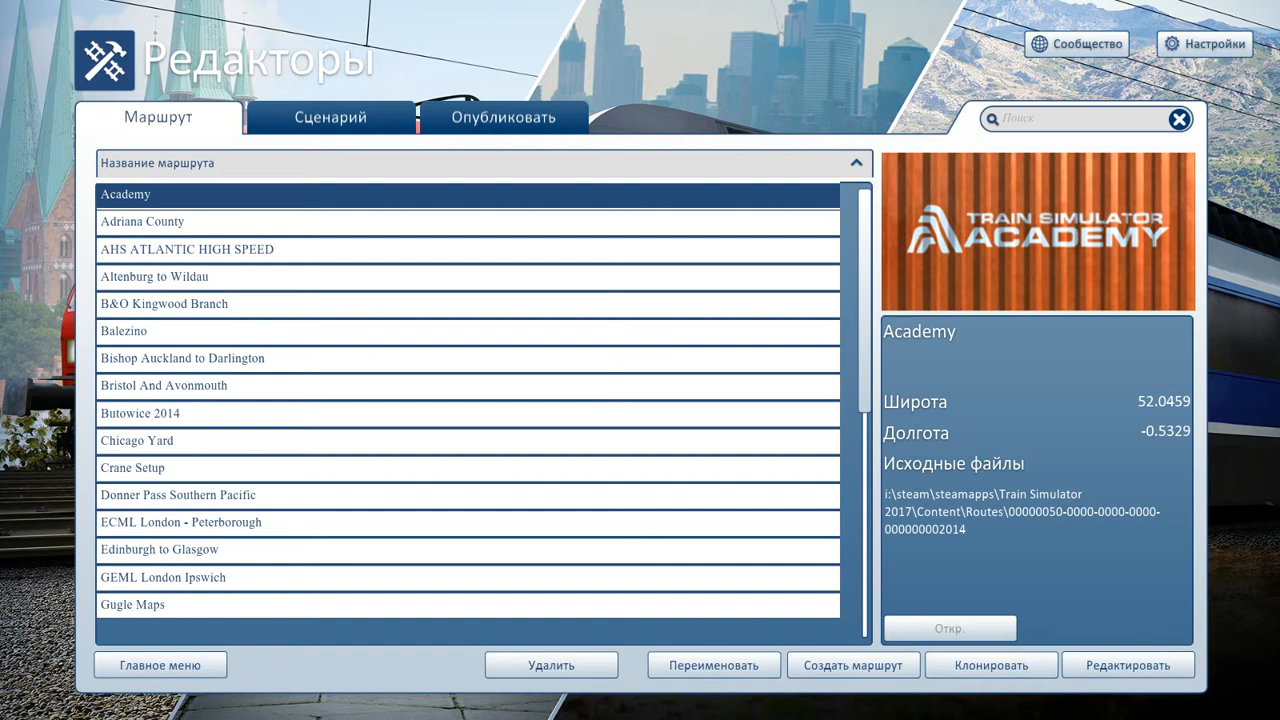 Редакторы
Сообщество
Настройки
Маршрут
Сценарий
Опубликовать
Поиск
Название маршрута
Academy
Adriana County
AHS ATLANTIC HIGH SPEED
Altenburg to Wildau
B&O Kingwood Branch
Balezino
Bishop Auckland to Darlington
Bristol And Avonmouth
Butowice 2014
Chicago Yard
Crane Setup
Donner Pass Southern Pacific
ECML London - Peterborough
Edinburgh to Glasgow
GEML London Ipswich
Gugle Maps
TRAIN SIMULATOR
ACADEMY
Academy
Широта 52.0459
Долгота -0.5329
Исходные файлы
i:\steam\steamapps\Train Simulator
2017\Content\Routes\00000050-0000-0000-0000-
000000002014
Откр.
Главное меню
Удалить
Переименовать
Создать маршрут
Клонировать
Редактировать